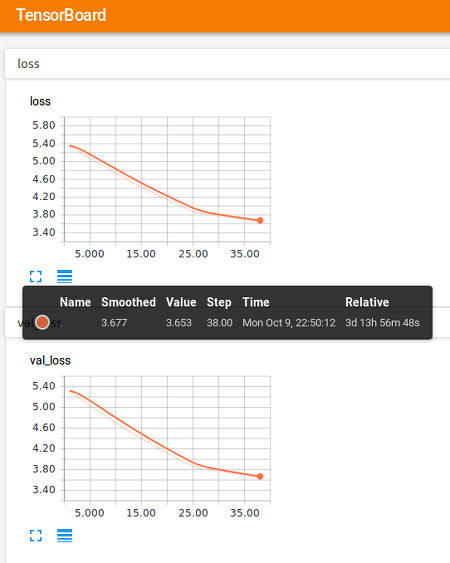 TensorBoard
loss
loss
5.80
5.40
5.00
4.60
4.20
3.80
3.40
5.000 15.00 25.00 35.00
Name Smoothed Value Step Time Relative
3.677 3.653 38.00 Mon Oct 9, 22:50:12 3d 13h 56m 48s
val_loss
val_loss
5.40
5.00
4.60
4.20
3.80
3.40
5.000 15.00 25.00 35.00